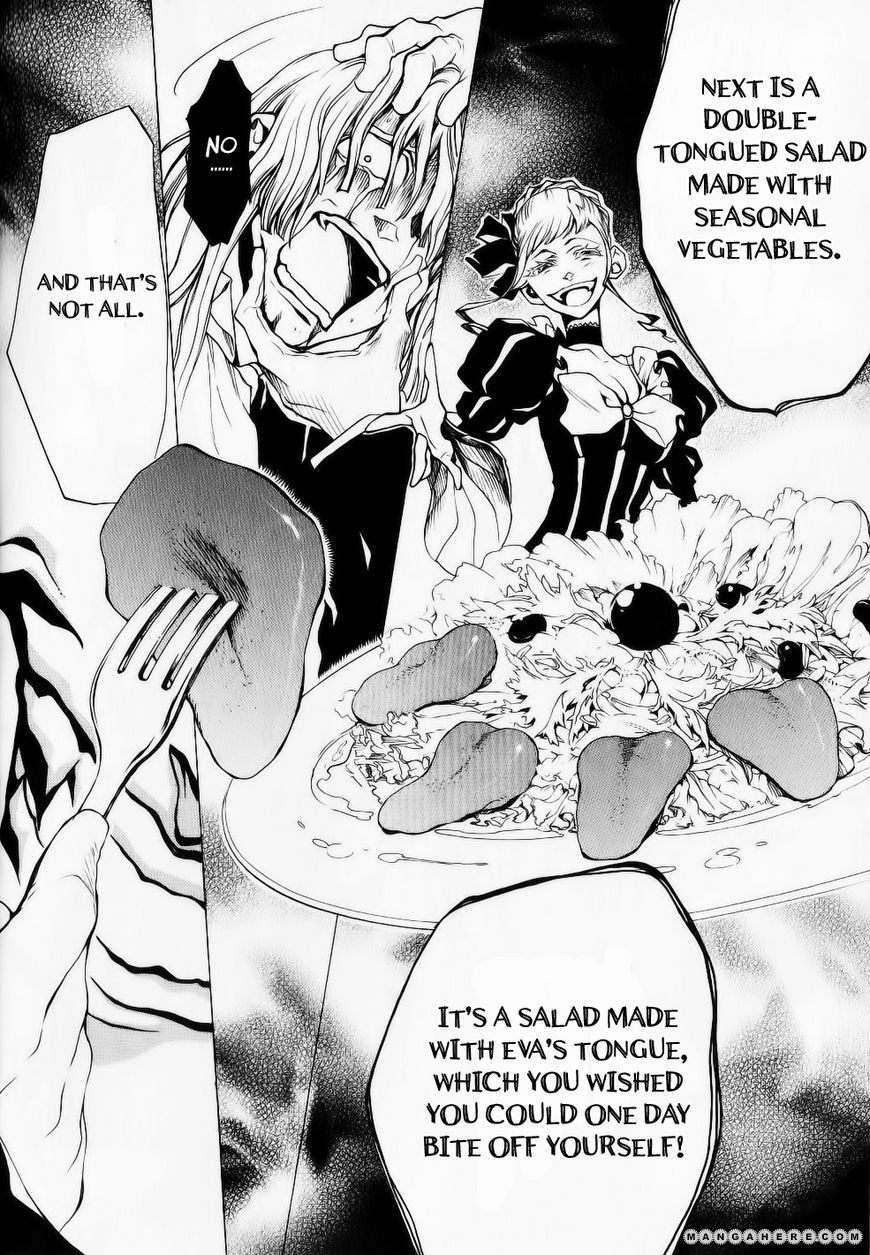 NEXT IS A
DOUBLE-
TONGUED SALAD
MADE WITH
SEASONAL
VEGETABLES.
NO
......
AND THAT'S
NOT ALL.
IT'S A SALAD MADE
WITH EVA'S TONGUE,
WHICH YOU WISHED
YOU COULD ONE DAY
BITE OFF YOURSELF!
MANGAHERE.COM